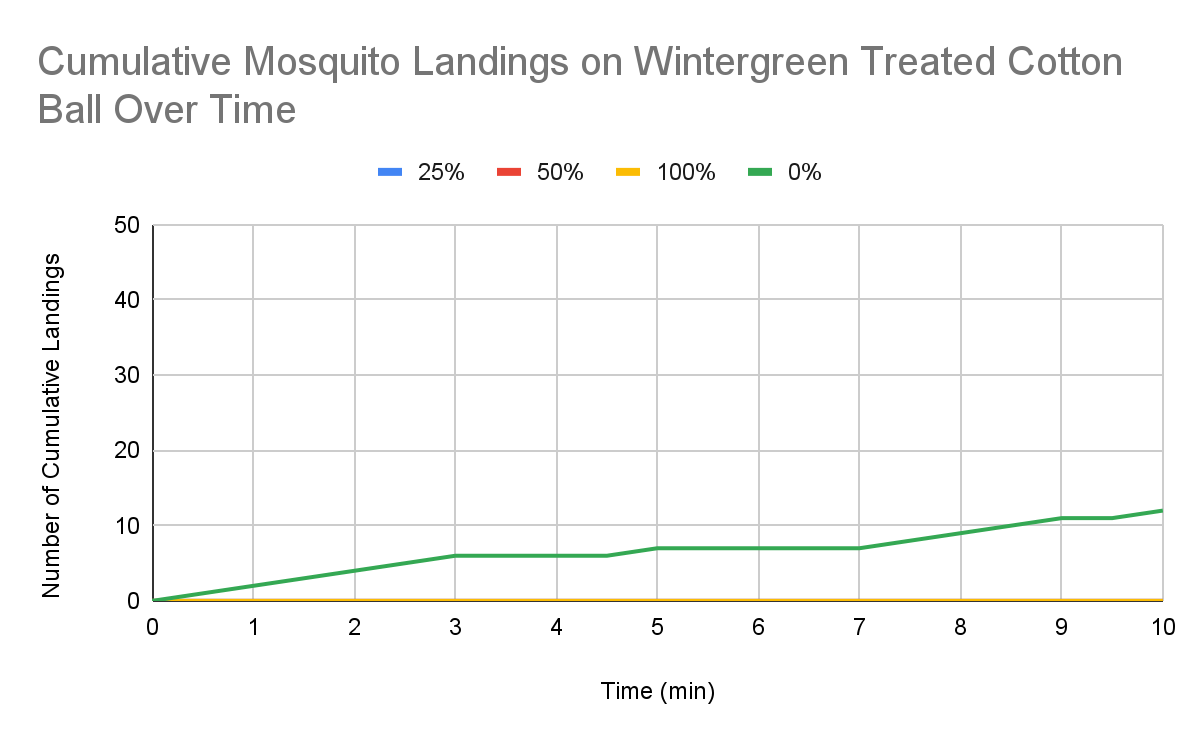 Cumulative Mosquito Landings on Wintergreen Treated Cotton
Ball Over Time
25% 50% 100% 0%
Number of Cumulative Landings
50
40
30
20
10
0
0 1 2 3 4 5 6 7 8 9 10
Time (min)